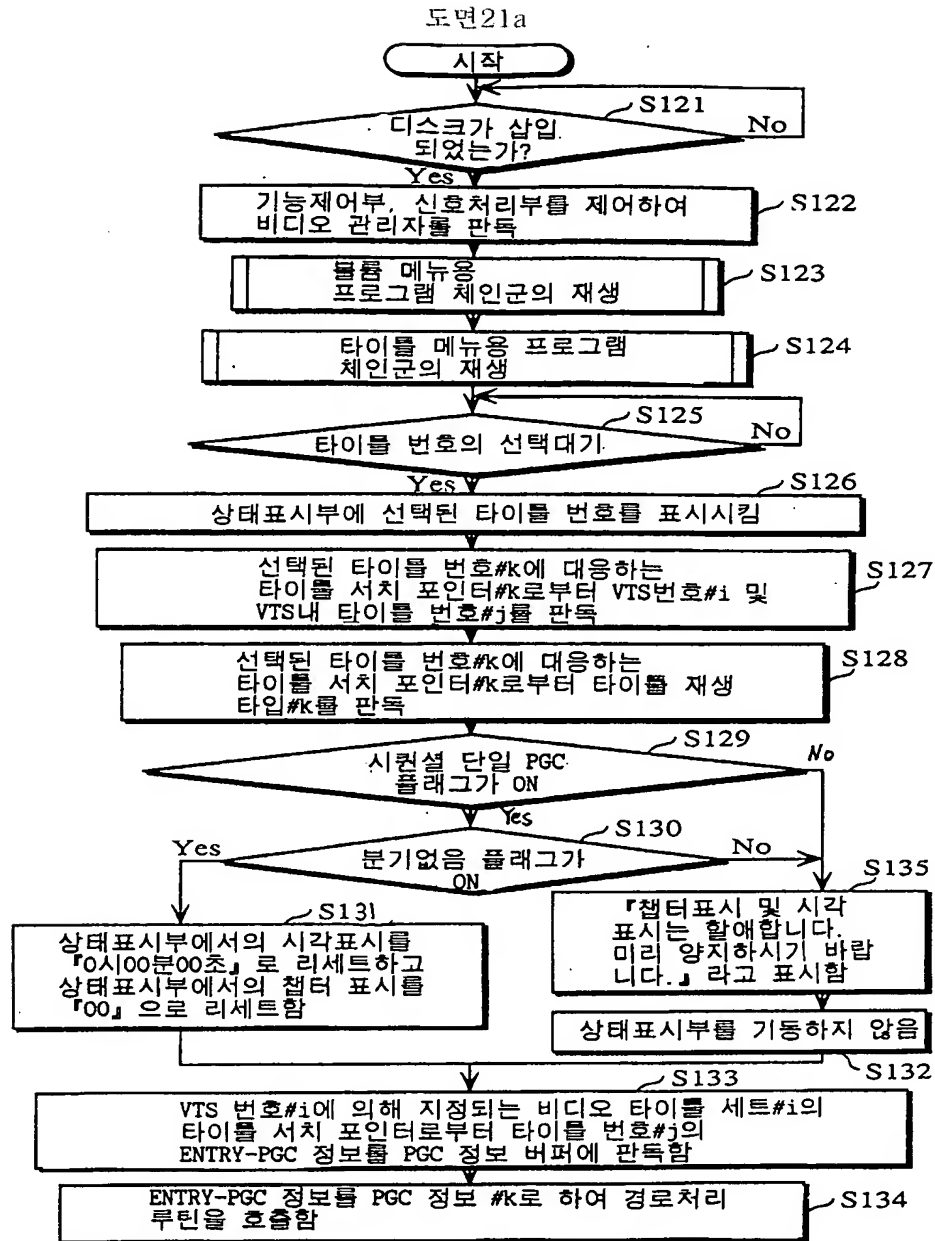 도면21a
시작
S121
디스크가 삽입
되었는가?
No
Yes
기능제어부, 신호처리부를 제어하여
비디오 관리자를 판독
S122
볼륨 메뉴용
프로그램 체인군의 재생
S123
타이틀 메뉴용 프로그램
체인군의 재생
S124
S125
타이틀 번호의 선택대기
No
Yes
S126
상태표시부에 선택된 타이틀 번호를 표시시킴
선택된 타이틀 번호#k에 대응하는
타이틀 서치 포인터#k로부터 VTS번호#i 및
VTS내 타이틀 번호#j를 판독
S127
선택된 타이틀 번호#k에 대응하는
타이틀 서치 포인터#k로부터 타이틀 재생
타입#k를 판독
S128
S129
시퀀셜 단일 PGC
플래그가 ON
No
Yes
S130
분기없음 플래그가
ON
Yes
No
S131
상태표시부에서의 시각표시를
『0시00분00초』로 리세트하고
상태표시부에서의 챕터 표시를
『00』으로 리세트함
S135
『챕터표시 및 시각
표시는 할애합니다.
미리 양지하시기 바랍
니다.』라고 표시함
상태표시부를 기동하지 않음
S132
S133
VTS 번호#i에 의해 지정되는 비디오 타이틀 세트#i의
타이틀 서치 포인터로부터 타이틀 번호#j의
ENTRY-PGC 정보를 PGC 정보 버퍼에 판독함
ENTRY-PGC 정보를 PGC 정보 #k로 하여 경로처리
루틴을 호출함
S134